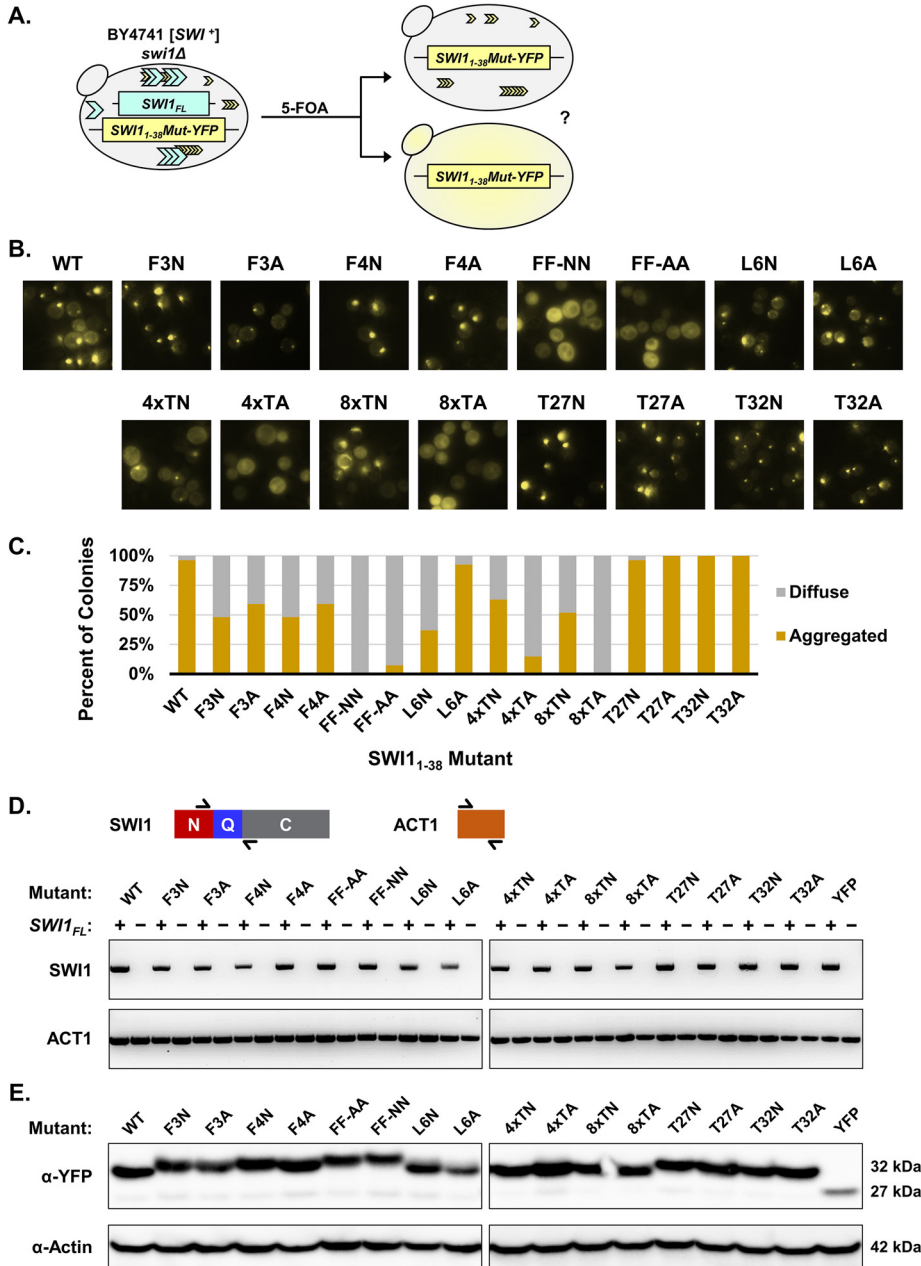 A.
BY4741 [SWI⁺]
swi1Δ
SWI1FL
SWI11-38Mut-YFP
5-FOA
SWI11-38Mut-YFP
?
SWI11-38Mut-YFP
B.
WT F3N F3A F4N F4A FF-NN FF-AA L6N L6A
4xTN 4xTA 8xTN 8xTA T27N T27A T32N T32A
C.
Percent of Colonies
100%
75%
50%
25%
0%
Diffuse
Aggregated
WT F3N F3A F4N F4A FF-NN FF-AA L6N L6A 4xTN 4xTA 8xTN 8xTA T27N T27A T32N T32A
SWI11-38 Mutant
D.
SWI1 N Q C ACT1
Mutant: WT F3N F3A F4N F4A FF-AA FF-NN L6N L6A 4xTN 4xTA 8xTN 8xTA T27N T27A T32N T32A YFP
SWI1FL: + − + − + − + − + − + − + − + − + − + − + − + − + − + − + − + − + − + −
SWI1
ACT1
E.
Mutant: WT F3N F3A F4N F4A FF-AA FF-NN L6N L6A 4xTN 4xTA 8xTN 8xTA T27N T27A T32N T32A YFP
α-YFP 32 kDa
27 kDa
α-Actin 42 kDa